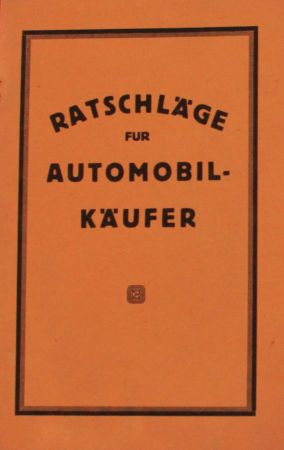 RATSCHLÄGE
FUR
AUTOMOBIL-
KÄUFER